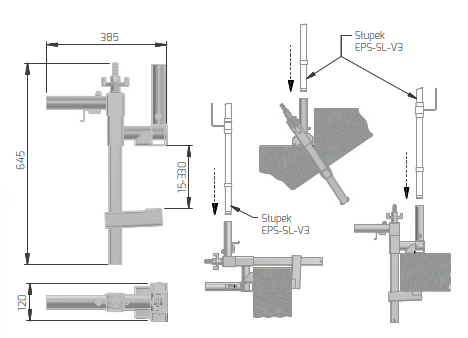 385
Słupek
EPS-SL-V3
645
15-330
Słupek
EPS-SL-V3
120